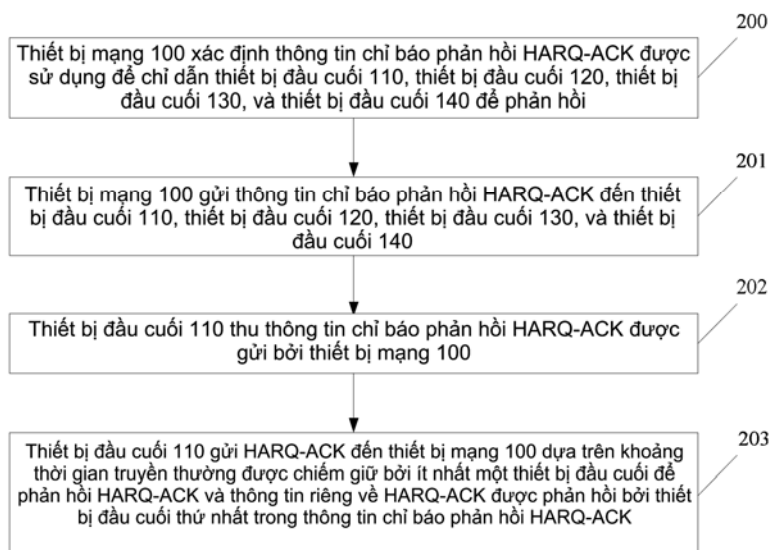 200
Thiết bị mạng 100 xác định thông tin chỉ báo phản hồi HARQ-ACK được
sử dụng để chỉ dẫn thiết bị đầu cuối 110, thiết bị đầu cuối 120, thiết bị
đầu cuối 130, và thiết bị đầu cuối 140 để phản hồi
201
Thiết bị mạng 100 gửi thông tin chỉ báo phản hồi HARQ-ACK đến thiết
bị đầu cuối 110, thiết bị đầu cuối 120, thiết bị đầu cuối 130, và thiết bị
đầu cuối 140
202
Thiết bị đầu cuối 110 thu thông tin chỉ báo phản hồi HARQ-ACK được
gửi bởi thiết bị mạng 100
203
Thiết bị đầu cuối 110 gửi HARQ-ACK đến thiết bị mạng 100 dựa trên khoảng
thời gian truyền thường được chiếm giữ bởi ít nhất một thiết bị đầu cuối để
phản hồi HARQ-ACK và thông tin riêng về HARQ-ACK được phản hồi bởi thiết
bị đầu cuối thứ nhất trong thông tin chỉ báo phản hồi HARQ-ACK